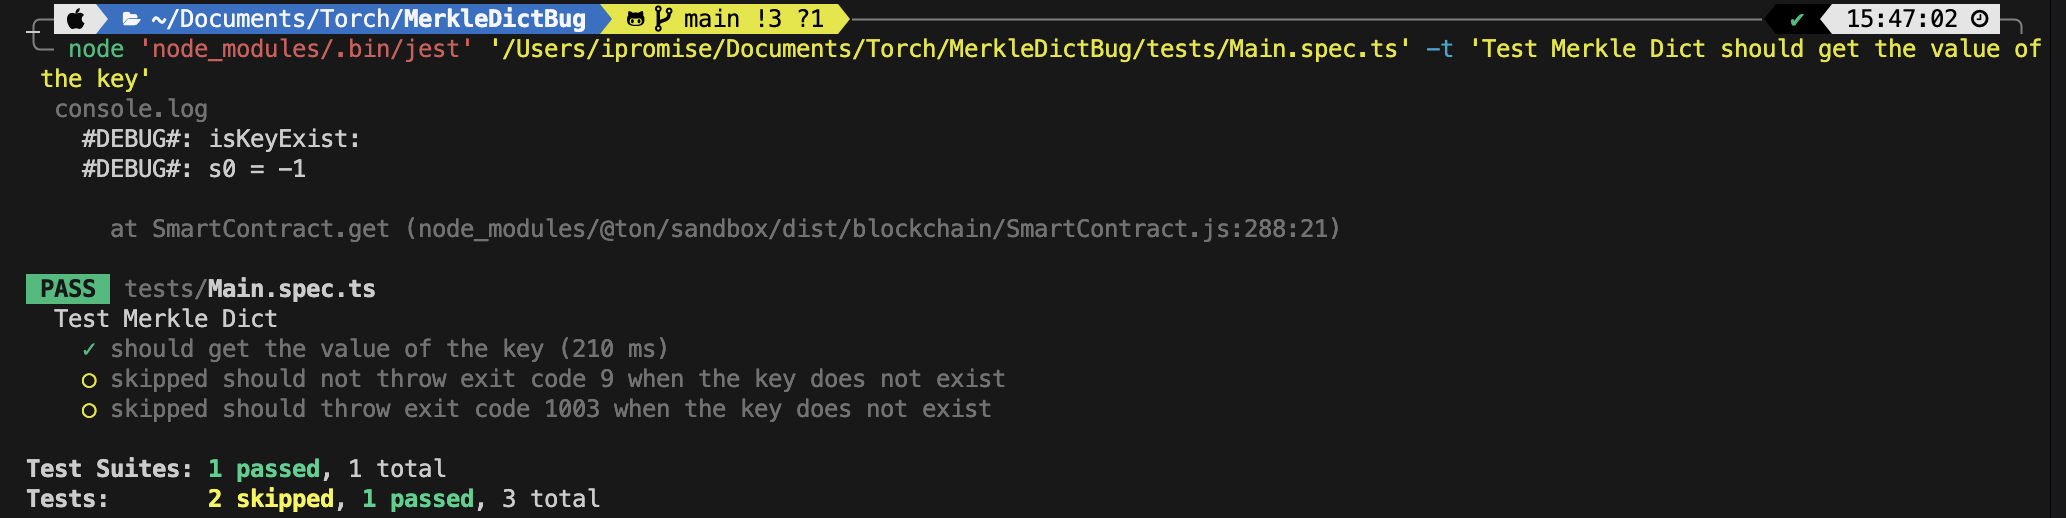 ~/Documents/Torch/MerkleDictBug main !3 ?1 ✔ 15:47:02
node 'node_modules/.bin/jest' '/Users/ipromise/Documents/Torch/MerkleDictBug/tests/Main.spec.ts' -t 'Test Merkle Dict should get the value of
the key'
console.log
#DEBUG#: isKeyExist:
#DEBUG#: s0 = -1
at SmartContract.get (node_modules/@ton/sandbox/dist/blockchain/SmartContract.js:288:21)
PASS tests/Main.spec.ts
Test Merkle Dict
✓ should get the value of the key (210 ms)
○ skipped should not throw exit code 9 when the key does not exist
○ skipped should throw exit code 1003 when the key does not exist
Test Suites: 1 passed, 1 total
Tests: 2 skipped, 1 passed, 3 total